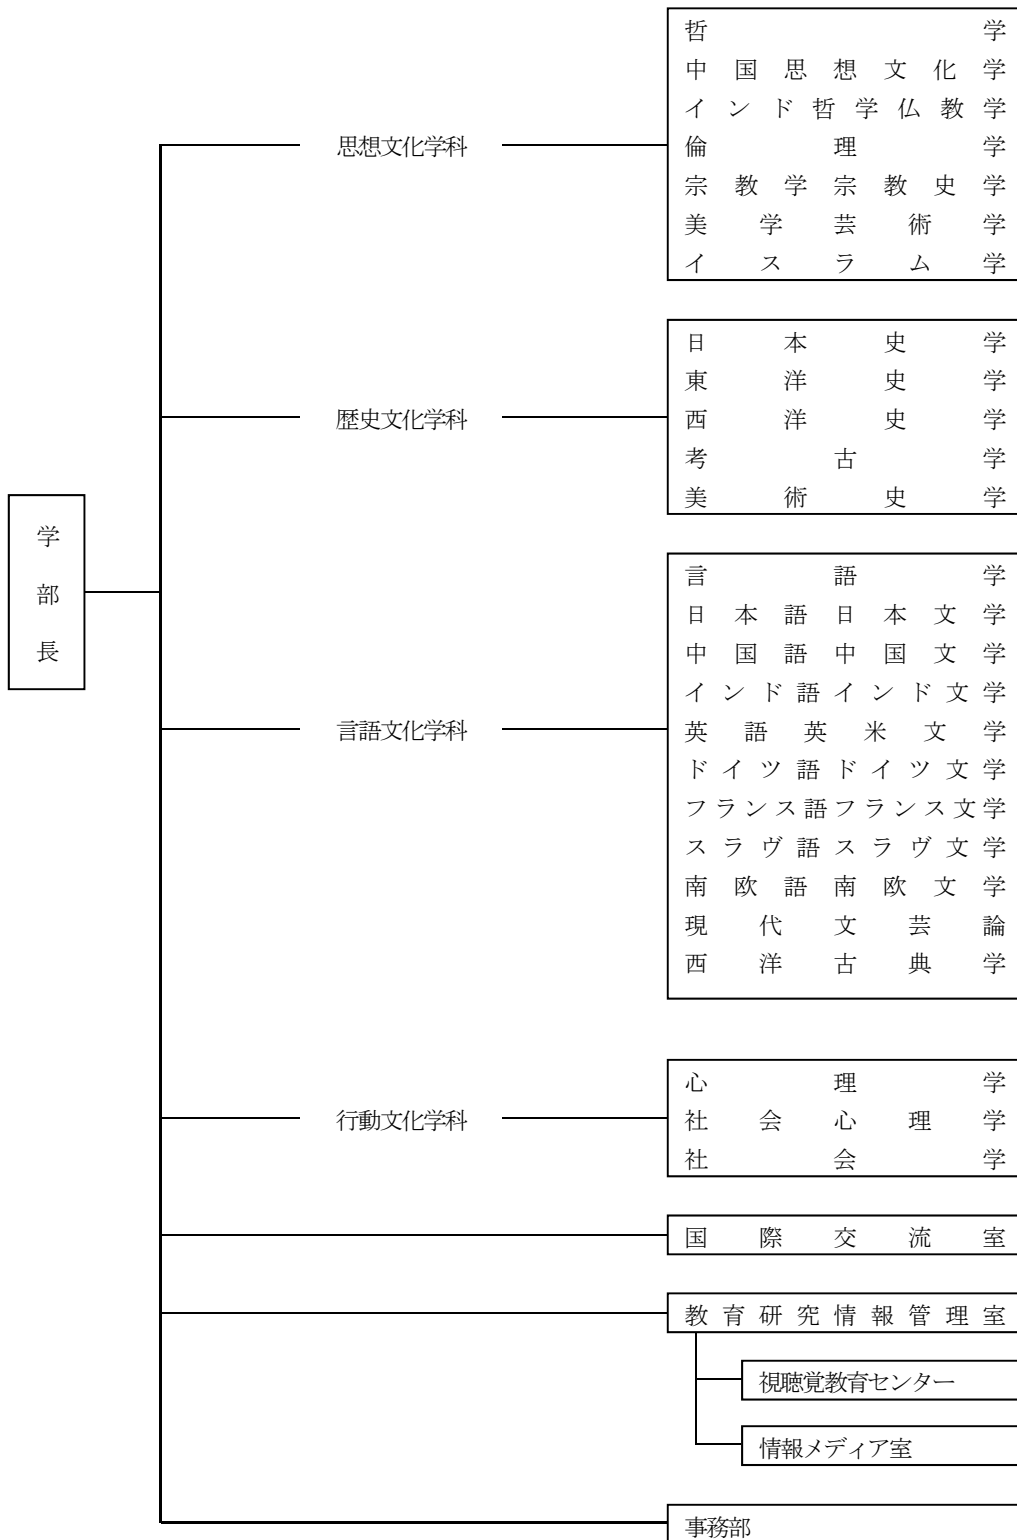 学部長
思想文化学科
哲学
中国思想文化学
インド哲学仏教学
倫理学
宗教学宗教史学
美学芸術学
イスラム学
歴史文化学科
日本史学
東洋史学
西洋史学
考古学
美術史学
言語文化学科
言語学
日本語日本文学
中国語中国文学
インド語インド文学
英語英米文学
ドイツ語ドイツ文学
フランス語フランス文学
スラヴ語スラヴ文学
南欧語南欧文学
現代文芸論
西洋古典学
行動文化学科
心理学
社会心理学
社会学
国際交流室
教育研究情報管理室
視聴覚教育センター
情報メディア室
事務部